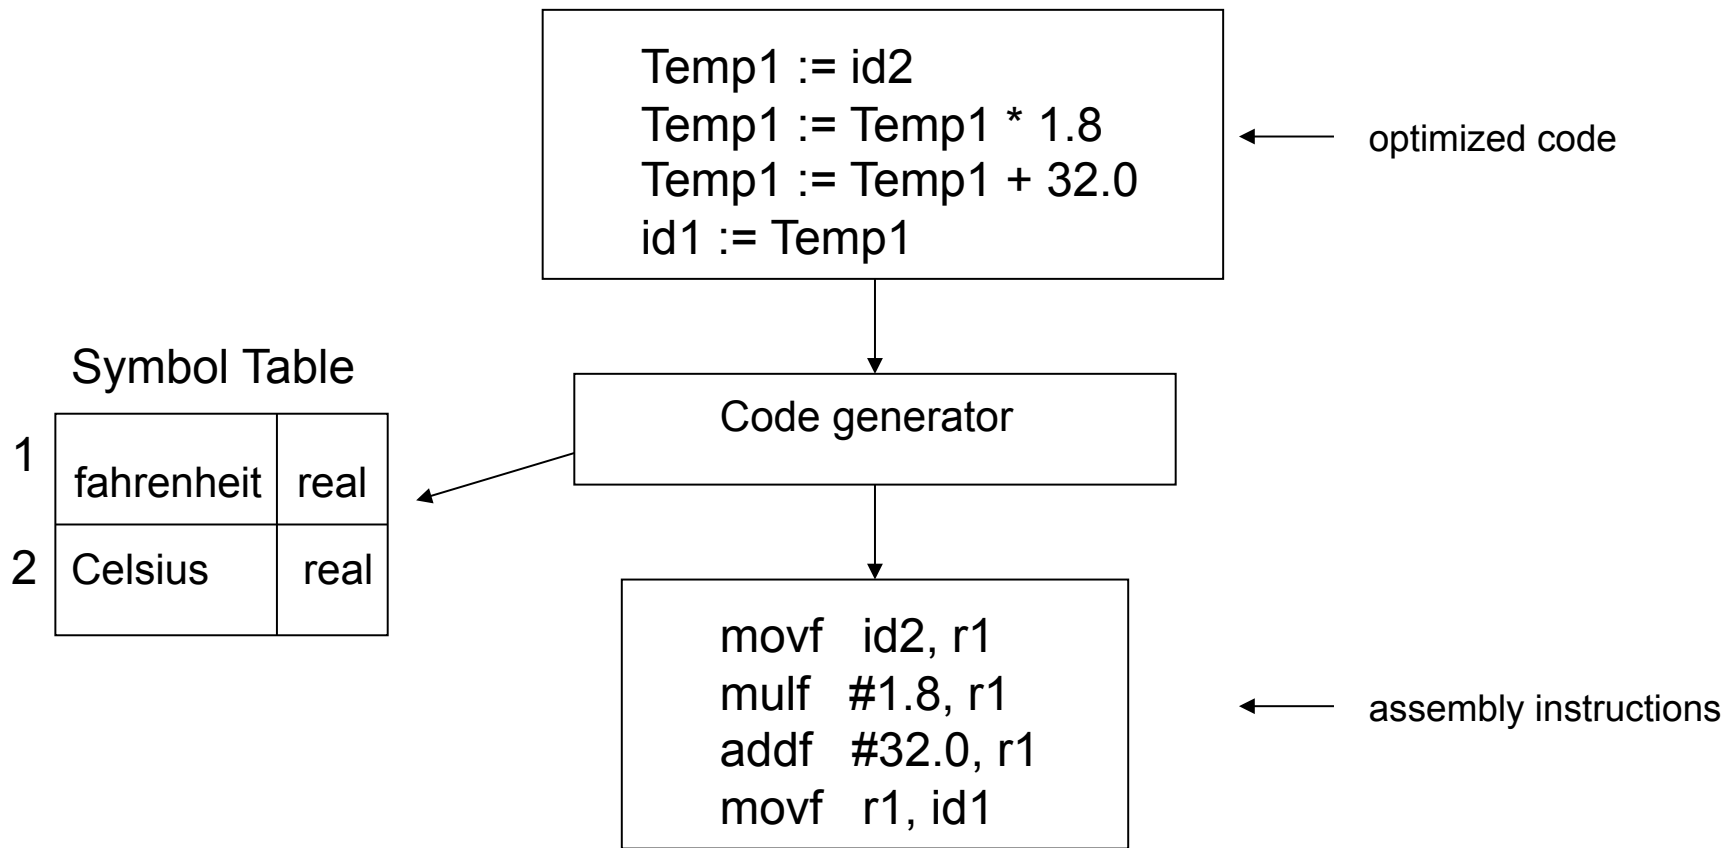 Temp1 := id2
Temp1 := Temp1 * 1.8
Temp1 := Temp1 + 32.0
id1 := Temp1
optimized code
Symbol Table
Code generator
1
fahrenheit real
2 Celsius real
movf id2, r1
mulf #1.8, r1
addf #32.0, r1
movf r1, id1
assembly instructions